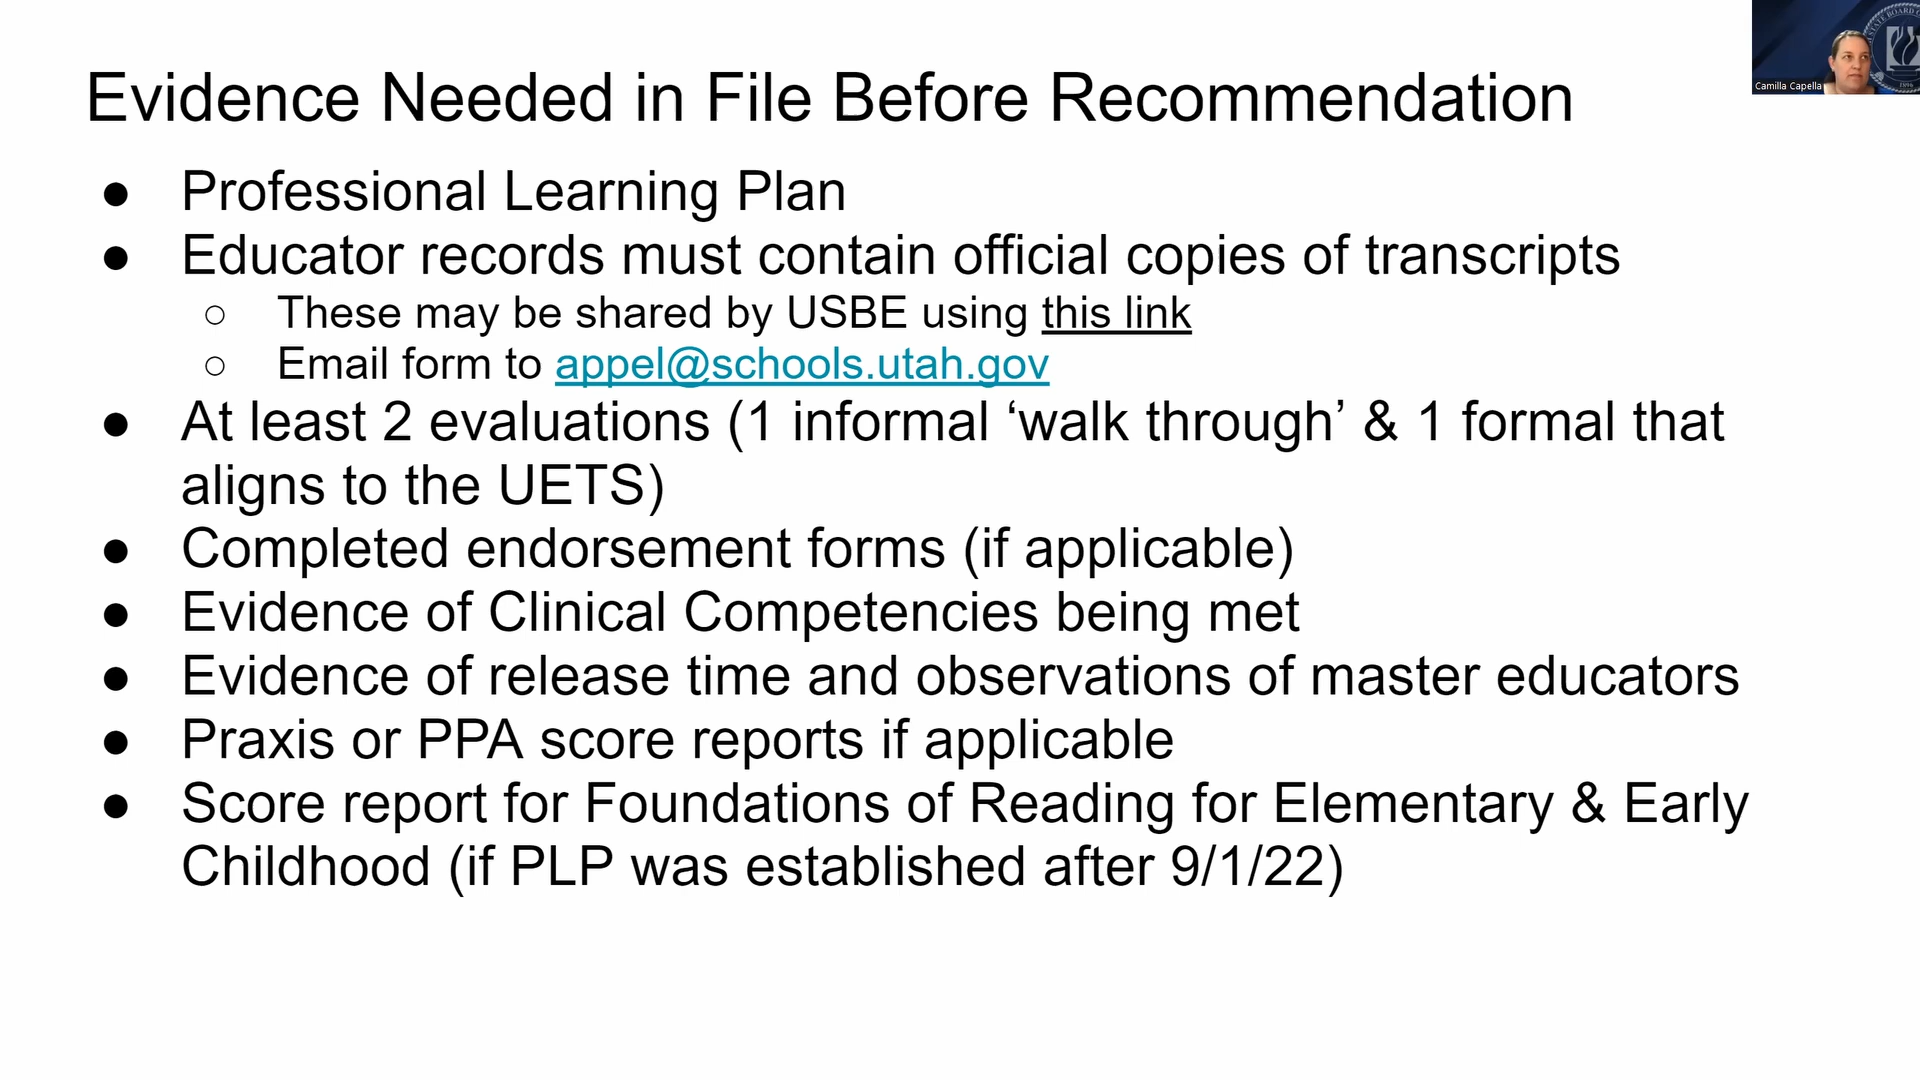 Evidence Needed in File Before Recommendation
● Professional Learning Plan
● Educator records must contain official copies of transcripts
○ These may be shared by USBE using this link
○ Email form to appel@schools.utah.gov
● At least 2 evaluations (1 informal ‘walk through’ & 1 formal that
aligns to the UETS)
● Completed endorsement forms (if applicable)
● Evidence of Clinical Competencies being met
● Evidence of release time and observations of master educators
● Praxis or PPA score reports if applicable
● Score report for Foundations of Reading for Elementary & Early
Childhood (if PLP was established after 9/1/22)
STATE BOARD
Camilla Capella